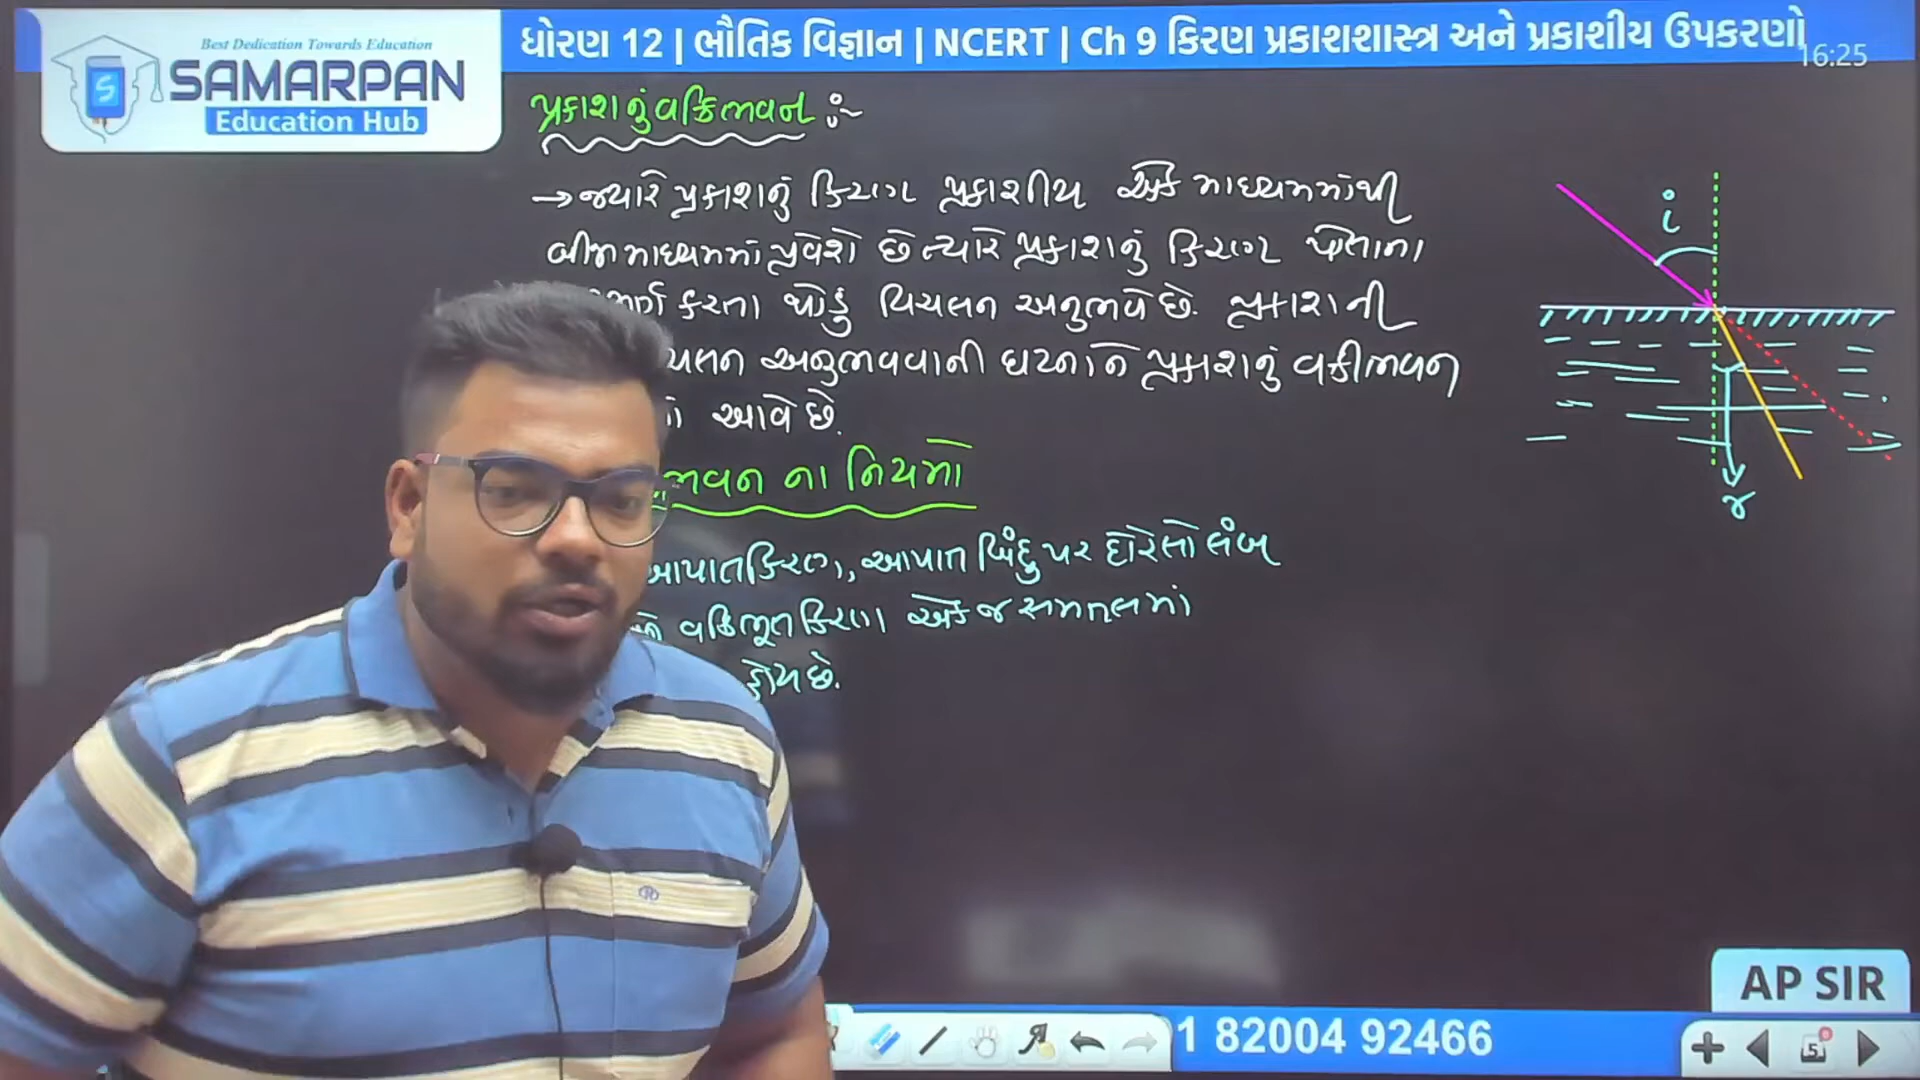 Best Dedication Towards Education
SAMARPAN
Education Hub
ધોરણ 12 | ભૌતિક વિજ્ઞાન | NCERT | Ch 9 કિરણ પ્રકાશશાસ્ત્ર અને પ્રકાશીય ઉપકરણો
16:25
પ્રકાશનું વક્રિભવન :-
→ જ્યારે પ્રકાશનું કિરણ પ્રકાશીય એક માધ્યમમાંથી
બીજા માધ્યમમાં પ્રવેશે છે ત્યારે પ્રકાશનું કિરણ પોતાના
કરતા થોડું વિચલન અનુભવે છે. પ્રકાશની
અનુભવવાની ઘટનાને પ્રકાશનું વક્રીભવન
આવે છે.
ના નિયમો
આપાતકિરણ, આપાત બિંદુ પર દોરેલો લંબ
વક્રિભૂતકિરણ એક જ સમતલમાં
હોય છે.
i
r
AP SIR
1 82004 92466
5